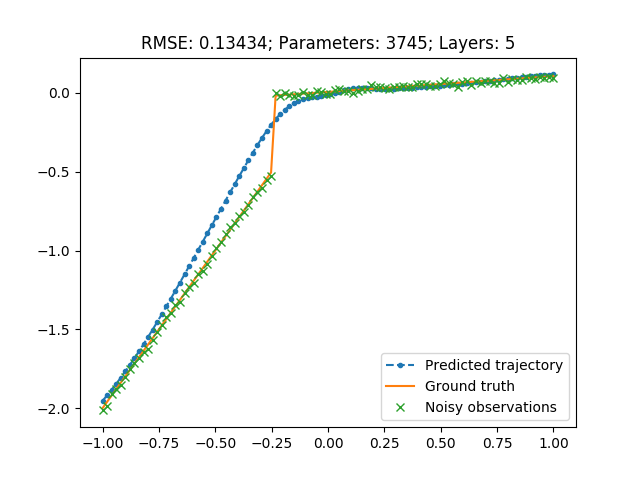 RMSE: 0.13434; Parameters: 3745; Layers: 5
0.0
−0.5
−1.0
−1.5
−2.0
Predicted trajectory
Ground truth
Noisy observations
−1.00 −0.75 −0.50 −0.25 0.00 0.25 0.50 0.75 1.00